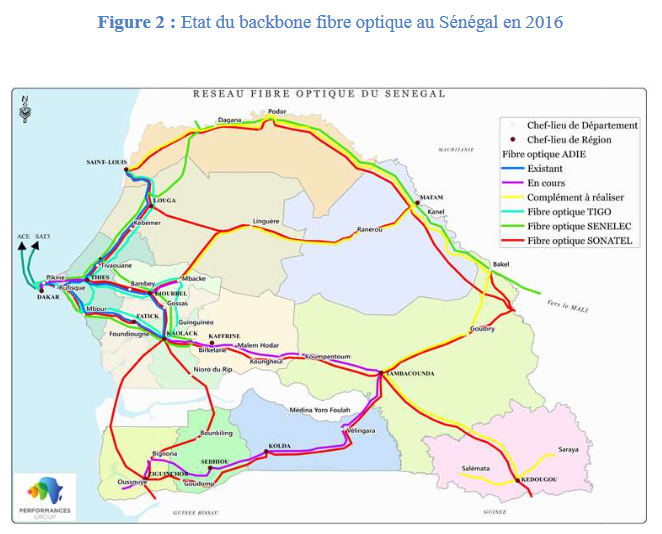 Figure 2 : Etat du backbone fibre optique au Sénégal en 2016
RESEAU FIBRE OPTIQUE DU SENEGAL
N
Podor
Dagana
MAURITANIE
Chef-lieu de Département
Chef-lieu de Région
Fibre optique ADIE
Existant
En cours
Complément à réaliser
Fibre optique TIGO
Fibre optique SENELEC
Fibre optique SONATEL
SAINT-LOUIS
LOUGA
MATAM
Kanel
Kébémer
Linguère
Ranérou
ACE SAT3
Tivaouane
Bakel
Pikine
THIES
Mbacke
Bambey
Rufisque
DAKAR
DIOURBEL
Vers le MALI
Gossas
Mbour
FATICK
Guinguinéo
Foundiougne
KAOLACK
KAFFRINE
Goudiry
Malem Hodar
Birkelane
Koungheul
Koumpentoum
Nioro du Rip
TAMBACOUNDA
Médina Yoro Foulah
Vélingara
Bounkiling
KOLDA
Bignona
SEDHIOU
Saraya
Salémata
ZIGUINCHOR
Goudomp
KEDOUGOU
Oussouye
PERFORMANCES
GROUP
GUINEE BISSAU
GUINEE